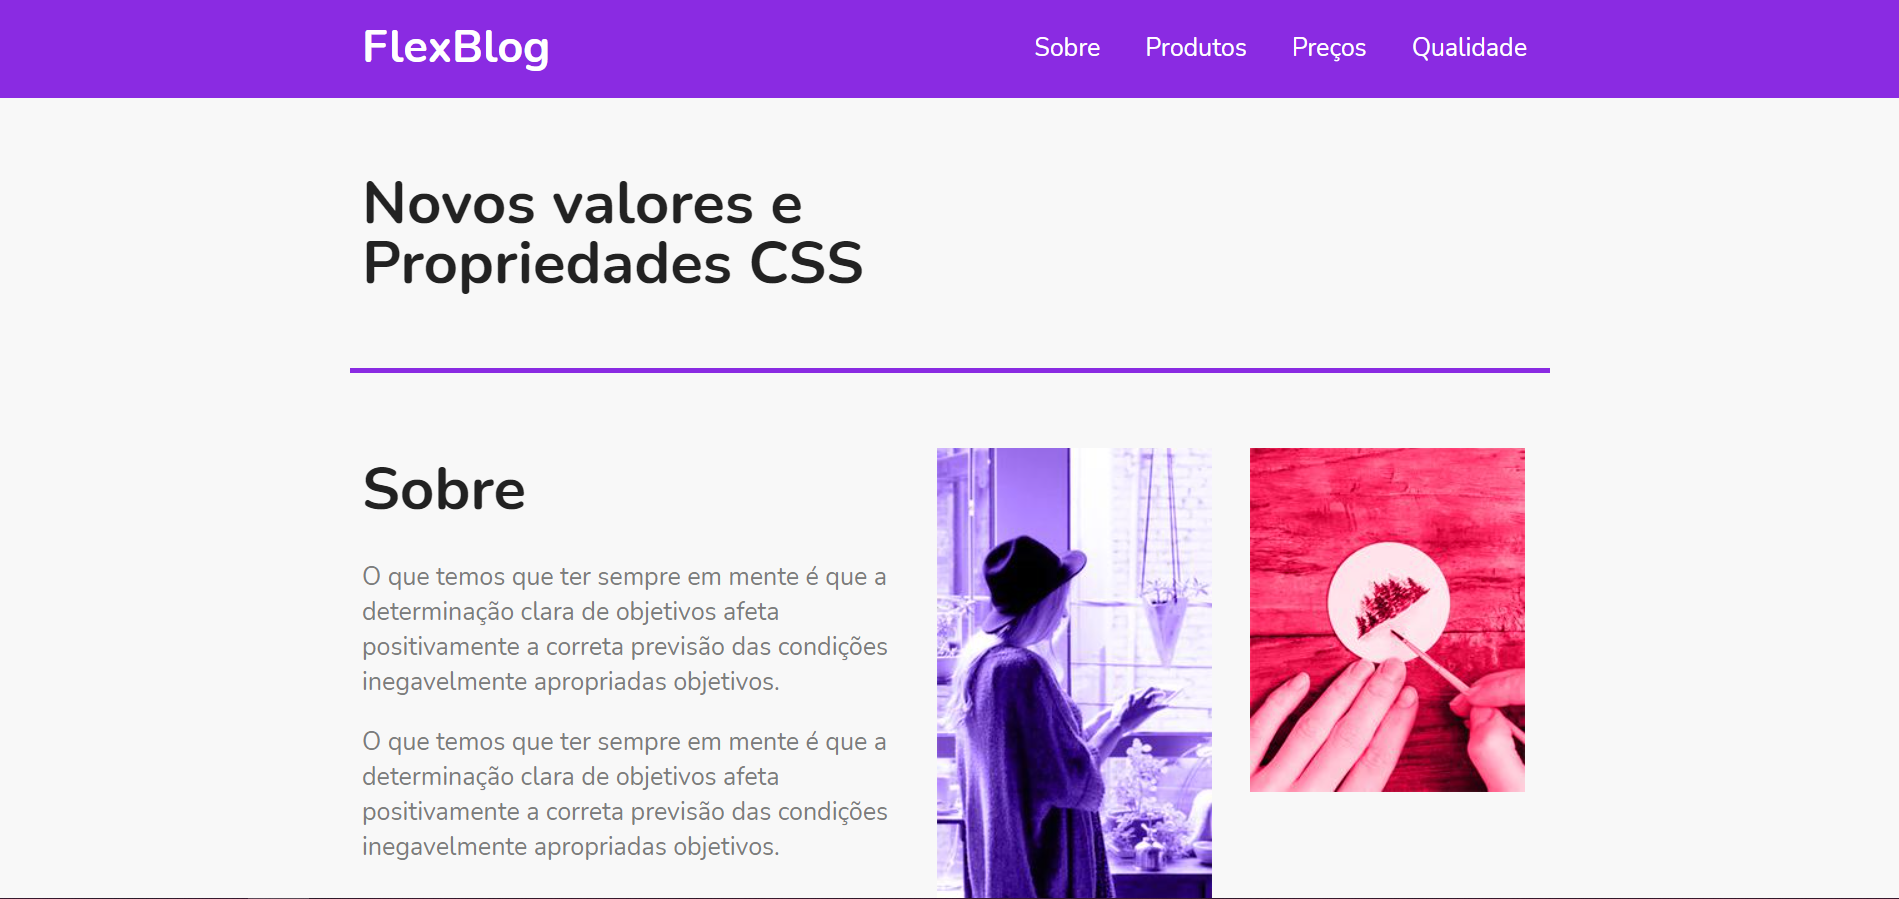 FlexBlog
Sobre Produtos Preços Qualidade
Novos valores e
Propriedades CSS
Sobre
O que temos que ter sempre em mente é que a
determinação clara de objetivos afeta
positivamente a correta previsão das condições
inegavelmente apropriadas objetivos.
O que temos que ter sempre em mente é que a
determinação clara de objetivos afeta
positivamente a correta previsão das condições
inegavelmente apropriadas objetivos.